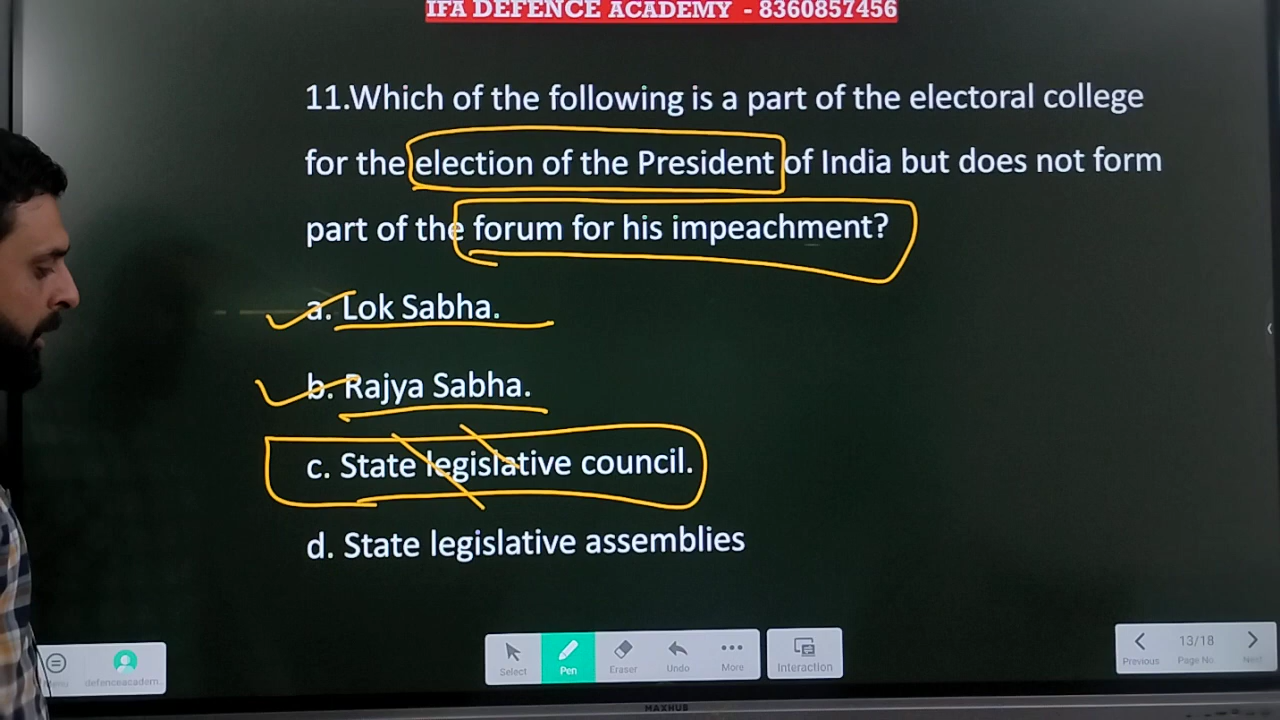 IFA DEFENCE ACADEMY - 8360857456
11.Which of the following is a part of the electoral college
for the election of the President of India but does not form
part of the forum for his impeachment?
a. Lok Sabha.
b. Rajya Sabha.
c. State legislative council.
d. State legislative assemblies
Select
Pen
Eraser
Undo
More
Interaction
13/18
Previous
Page No.
Next
defenceacadem..
MAXHUB